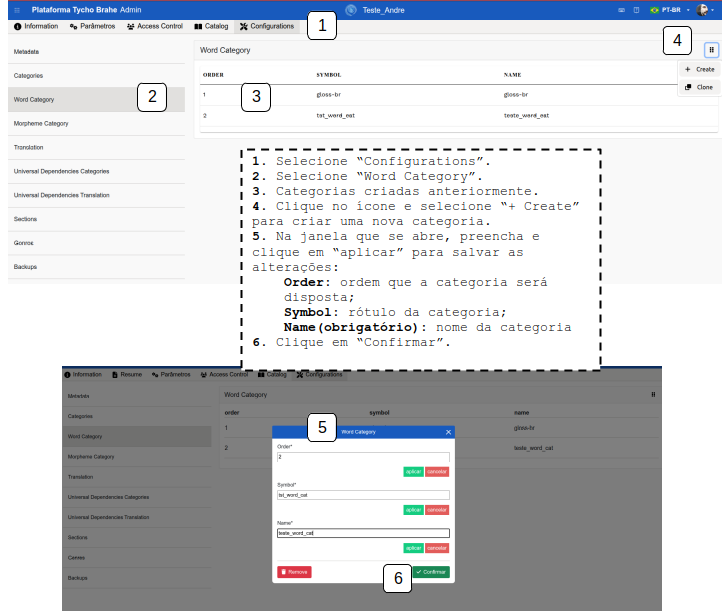 Plataforma Tycho Brahe Admin
Teste_Andre
PT-BR
Information Parâmetros Access Control Catalog Configurations
1
4
Metadata
Categories
Word Category
Morpheme Category
Translation
Universal Dependencies Categories
Universal Dependencies Translation
Sections
Genres
Backups
2
Word Category
ORDER SYMBOL NAME
1 gloss-br gloss-br
2 tst_word_cat teste_word_cat
3
+ Create
Clone
1. Selecione “Configurations”.
2. Selecione “Word Category”.
3. Categorias criadas anteriormente.
4. Clique no ícone e selecione “+ Create”
para criar uma nova categoria.
5. Na janela que se abre, preencha e
clique em “aplicar” para salvar as
alterações:
Order: ordem que a categoria será
disposta;
Symbol: rótulo da categoria;
Name(obrigatório): nome da categoria
6. Clique em “Confirmar”.
Information Resume Parâmetros Access Control Catalog Configurations
Metadata
Categories
Word Category
Morpheme Category
Translation
Universal Dependencies Categories
Universal Dependencies Translation
Sections
Genres
Backups
Word Category
order symbol name
1 gloss-br
2 teste_word_cat
5
Word Category
Order*
2
aplicar cancelar
Symbol*
tst_word_cat
aplicar cancelar
Name*
teste_word_cat
aplicar cancelar
Remove
6
Confirmar